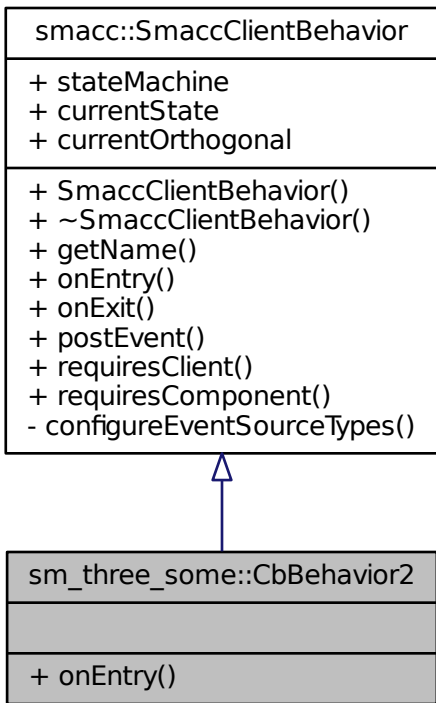 smacc::SmaccClientBehavior
+ stateMachine
+ currentState
+ currentOrthogonal
+ SmaccClientBehavior()
+ ~SmaccClientBehavior()
+ getName()
+ onEntry()
+ onExit()
+ postEvent()
+ requiresClient()
+ requiresComponent()
- configureEventSourceTypes()
sm_three_some::CbBehavior2
+ onEntry()